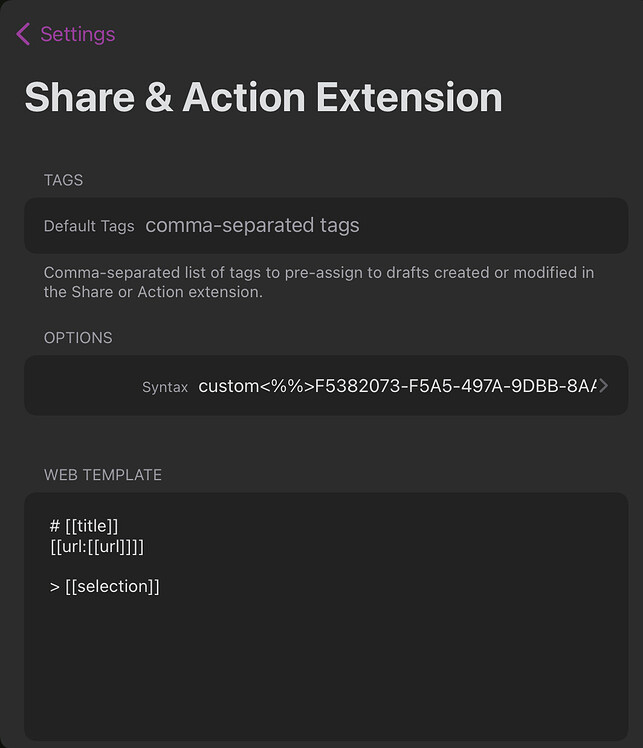 Settings
Share & Action Extension
TAGS
Default Tags comma-separated tags
Comma-separated list of tags to pre-assign to drafts created or modified in
the Share or Action extension.
OPTIONS
Syntax custom<%%>F5382073-F5A5-497A-9DBB-8AA
WEB TEMPLATE
# [[title]]
[[url:[[url]]]]
> [[selection]]